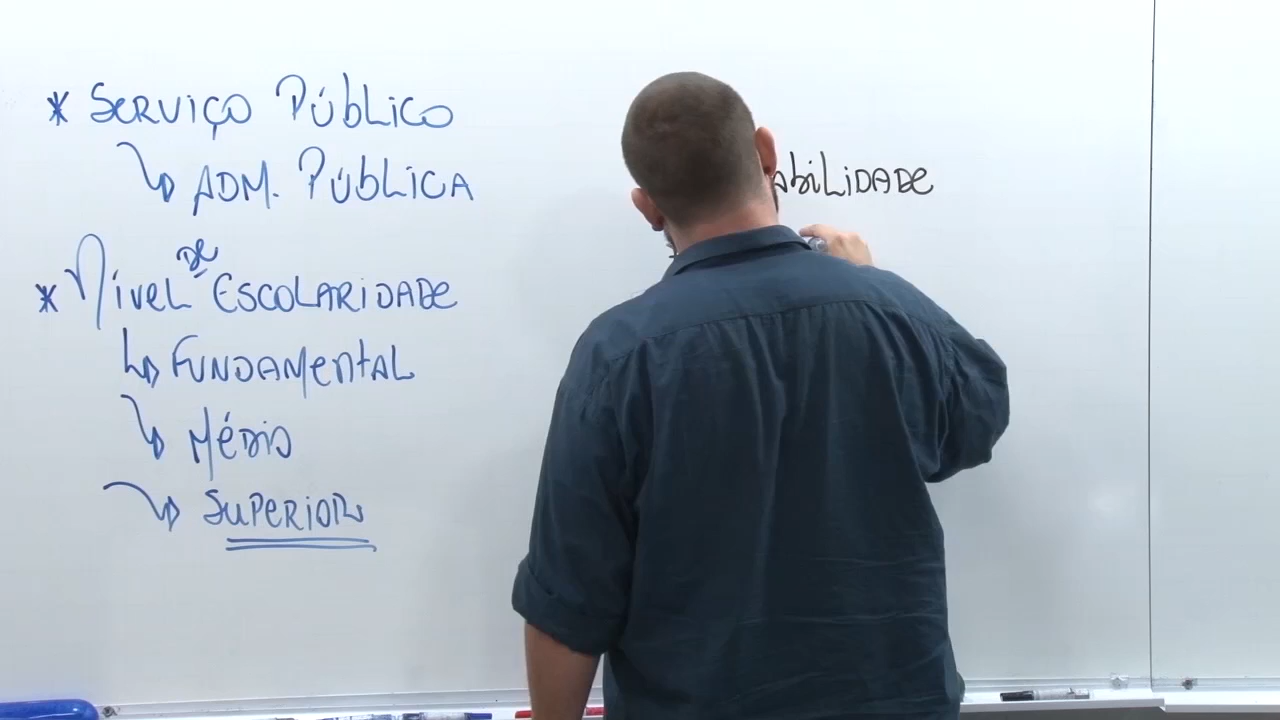 * SERVIÇO PÚBLICO
↳ ADM. PÚBLICA
* NÍVEL DE ESCOLARIDADE
↳ FUNDAMENTAL
↳ MÉDIO
↳ SUPERIOR